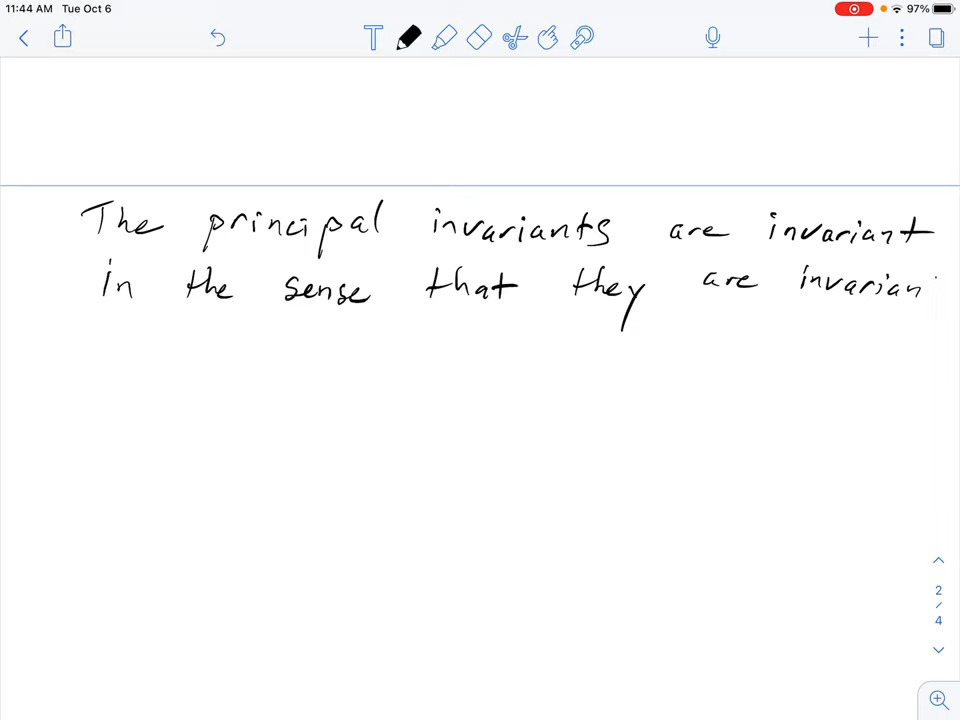 11:44 AM Tue Oct 6
97%
T
The principal invariants are invariant
in the sense that they are invarian
2
/
4